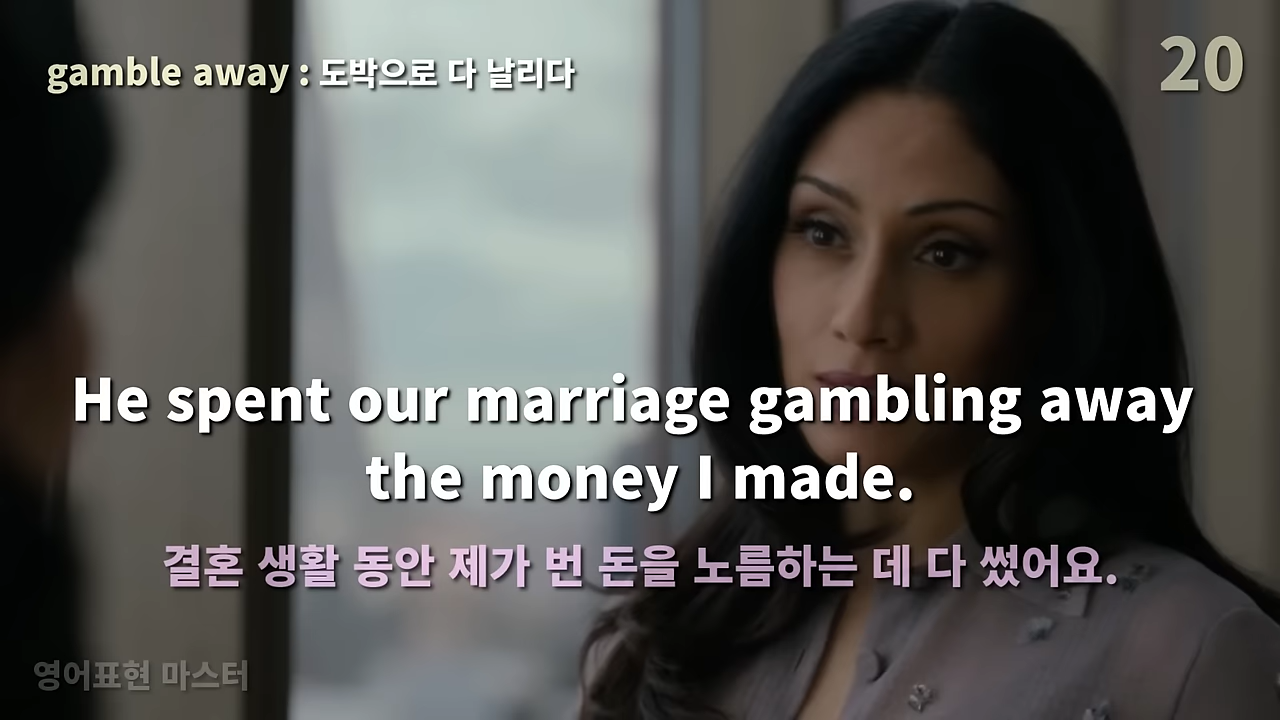 gamble away : 도박으로 다 날리다
20
He spent our marriage gambling away
the money I made.
결혼 생활 동안 제가 번 돈을 노름하는 데 다 썼어요.
영어표현 마스터